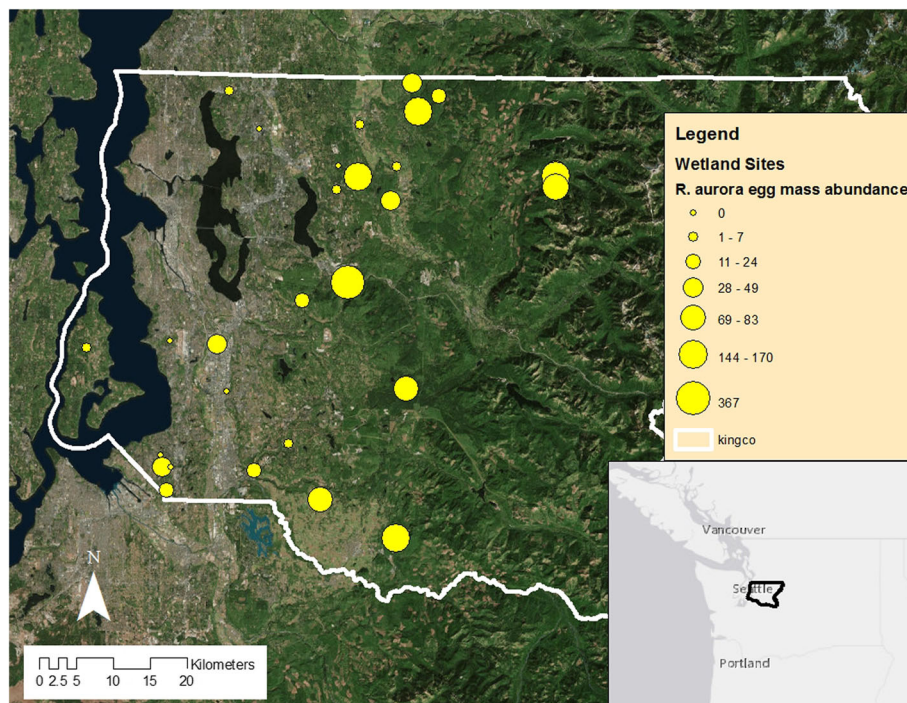 Legend
Wetland Sites
R. aurora egg mass abundance
0
1 - 7
11 - 24
28 - 49
69 - 83
144 - 170
367
kingco
Vancouver
Seattle
Portland
N
Kilometers
0 2.5 5 10 15 20